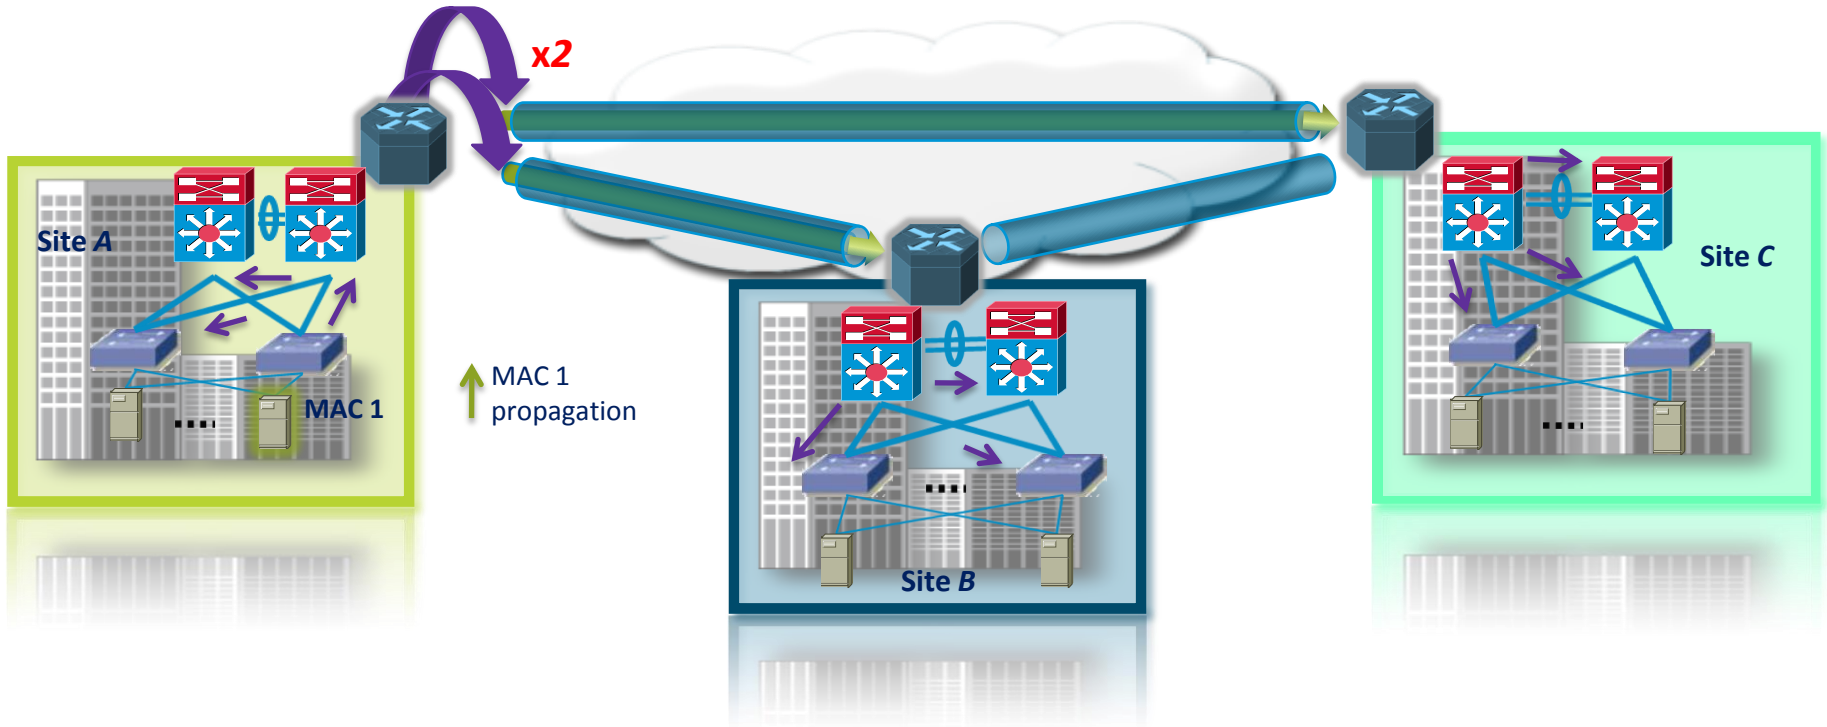 x2
Site A
MAC 1
MAC 1
propagation
Site B
Site C